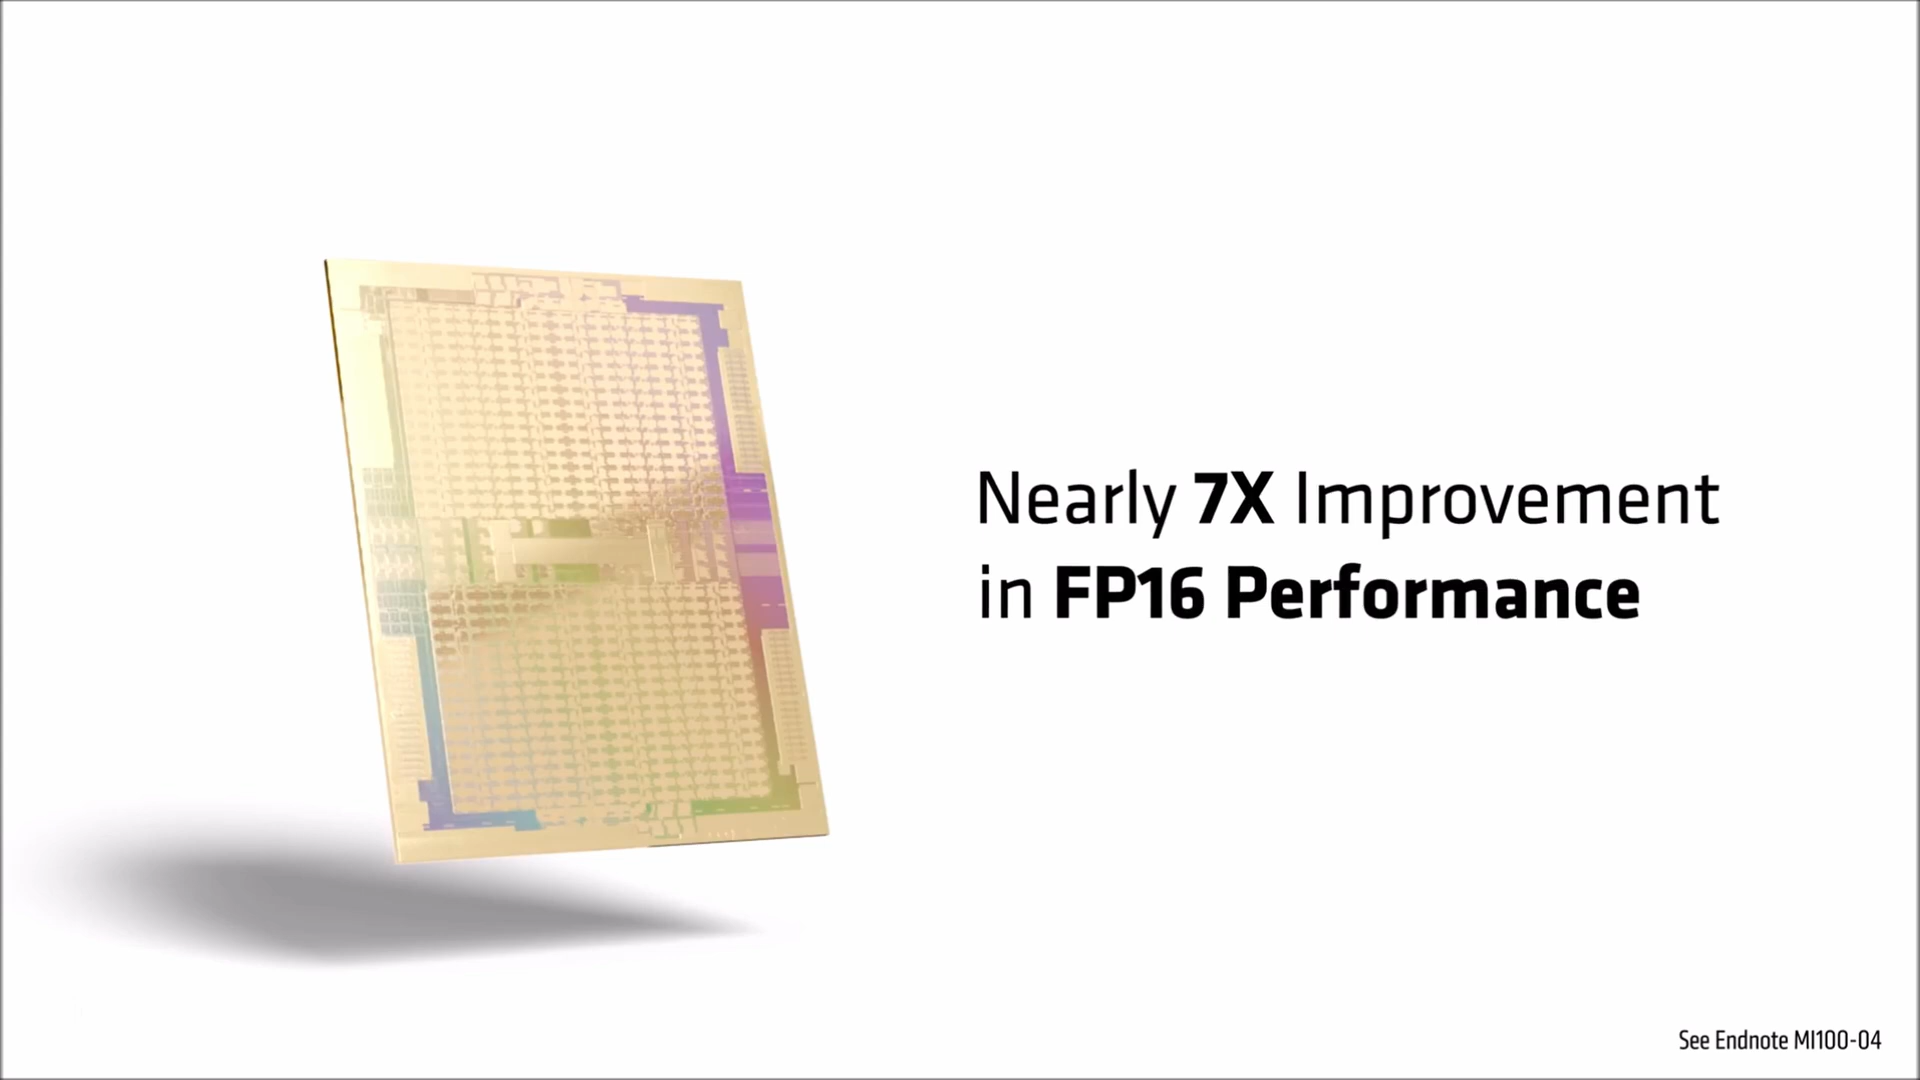 Nearly 7X Improvement
in FP16 Performance
See Endnote MI100-04